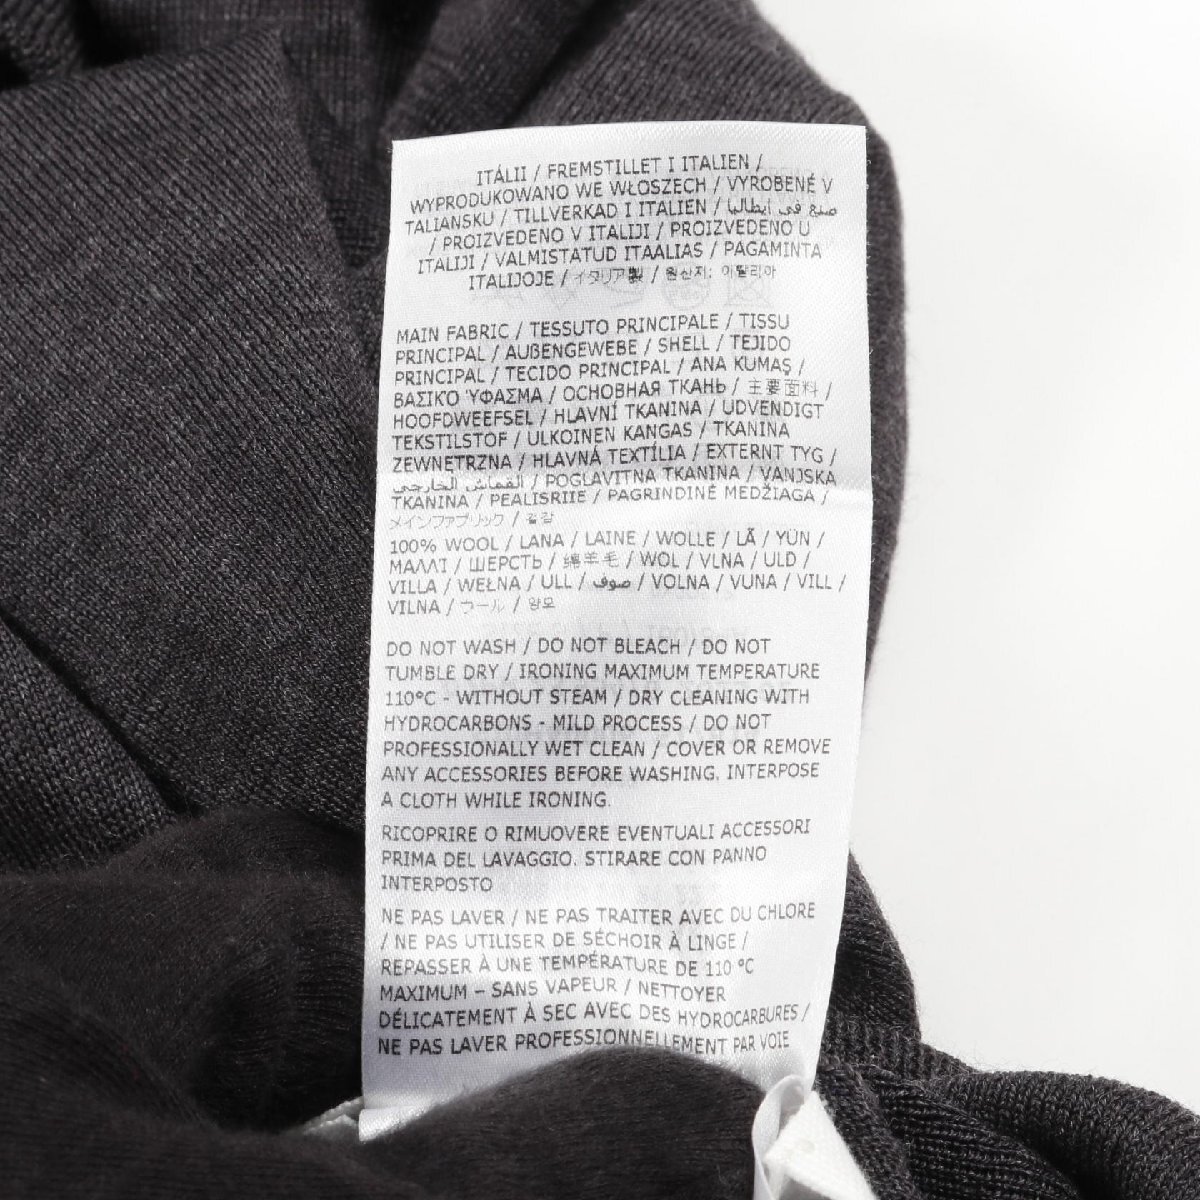 ITÁLII / FREMSTILLET I ITALIEN /
WYPRODUKOWANO WE WŁOSZECH / VYROBENÉ V
TALIANSKU / TILLVERKAD I ITALIEN / صنع في إيطاليا
/ PROIZVEDENO V ITALIJI / PROIZVEDENO U
ITALIJI / VALMISTATUD ITAALIAS / PAGAMINTA
ITALIJOJE / イタリア製 / 원산지: 이탈리아
MAIN FABRIC / TESSUTO PRINCIPALE / TISSU
PRINCIPAL / AUßENGEWEBE / SHELL / TEJIDO
PRINCIPAL / TECIDO PRINCIPAL / ANA KUMAŞ /
ΒΑΣΙΚΌ ΎΦΑΣΜΑ / ОСНОВНАЯ ТКАНЬ / 主要面料 /
HOOFDWEEFSEL / HLAVNÍ TKANINA / UDVENDIGT
TEKSTILSTOF / ULKOINEN KANGAS / TKANINA
ZEWNĘTRZNA / HLAVNÁ TEXTÍLIA / EXTERNT TYG /
القماش الخارجي / POGLAVITNA TKANINA / VANJSKA
TKANINA / PEALISRIIE / PAGRINDINĖ MEDŽIAGA /
メインファブリック / 겉감
100% WOOL / LANA / LAINE / WOLLE / LÃ / YÜN /
ΜΑΛΛΊ / ШЕРСТЬ / 绵羊毛 / WOL / VLNA / ULD /
VILLA / WEŁNA / ULL / صوف / VOLNA / VUNA / VILL /
VILNA / ウール / 양모
DO NOT WASH / DO NOT BLEACH / DO NOT
TUMBLE DRY / IRONING MAXIMUM TEMPERATURE
110°C - WITHOUT STEAM / DRY CLEANING WITH
HYDROCARBONS - MILD PROCESS / DO NOT
PROFESSIONALLY WET CLEAN / COVER OR REMOVE
ANY ACCESSORIES BEFORE WASHING. INTERPOSE
A CLOTH WHILE IRONING.
RICOPRIRE O RIMUOVERE EVENTUALI ACCESSORI
PRIMA DEL LAVAGGIO. STIRARE CON PANNO
INTERPOSTO
NE PAS LAVER / NE PAS TRAITER AVEC DU CHLORE
/ NE PAS UTILISER DE SÉCHOIR À LINGE /
REPASSER À UNE TEMPÉRATURE DE 110 °C
MAXIMUM – SANS VAPEUR / NETTOYER
DÉLICATEMENT À SEC AVEC DES HYDROCARBURES /
NE PAS LAVER PROFESSIONNELLEMENT PAR VOIE